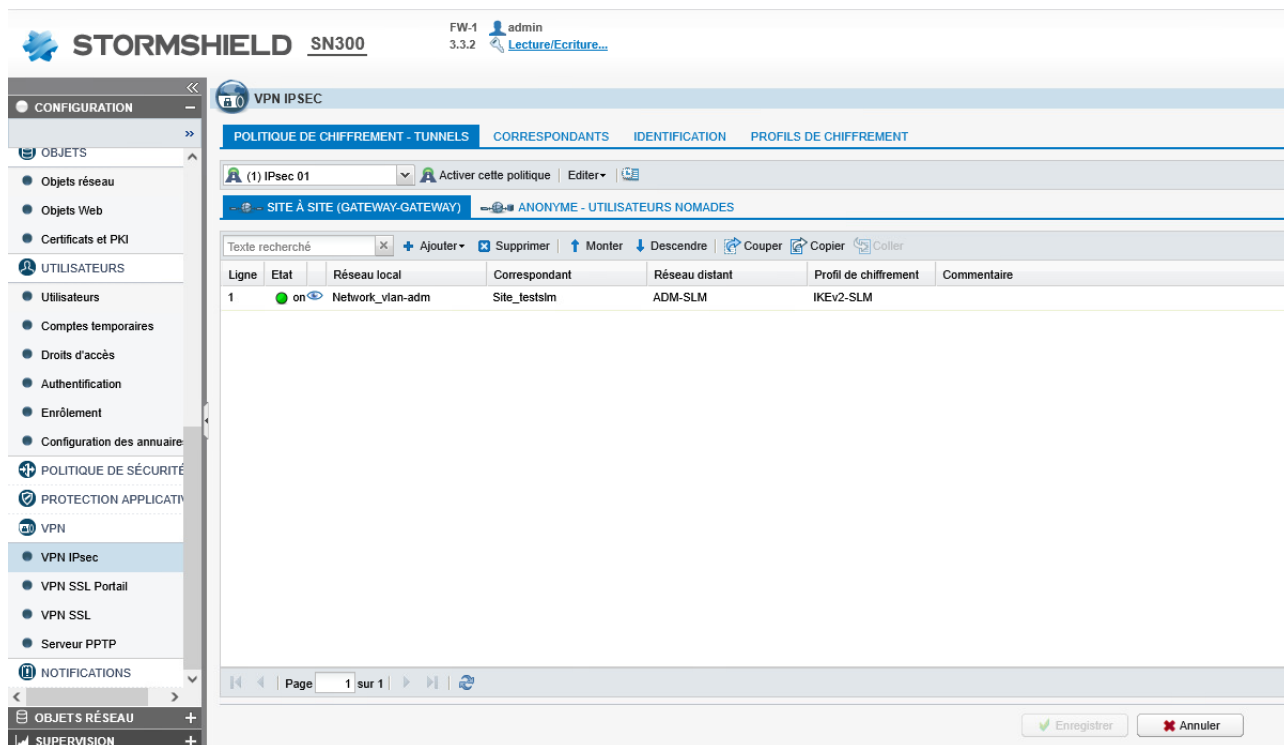 STORMSHIELD SN300
FW-1 admin
3.3.2 Lecture/Ecriture...
CONFIGURATION
OBJETS
Objets réseau
Objets Web
Certificats et PKI
UTILISATEURS
Utilisateurs
Comptes temporaires
Droits d'accès
Authentification
Enrôlement
Configuration des annuaire
POLITIQUE DE SÉCURITÉ
PROTECTION APPLICATIV
VPN
VPN IPsec
VPN SSL Portail
VPN SSL
Serveur PPTP
NOTIFICATIONS
OBJETS RÉSEAU
SUPERVISION
VPN IPSEC
POLITIQUE DE CHIFFREMENT - TUNNELS CORRESPONDANTS IDENTIFICATION PROFILS DE CHIFFREMENT
(1) IPsec 01 Activer cette politique Editer
SITE À SITE (GATEWAY-GATEWAY) ANONYME - UTILISATEURS NOMADES
Texte recherché Ajouter Supprimer Monter Descendre Couper Copier Coller
Ligne Etat Réseau local Correspondant Réseau distant Profil de chiffrement Commentaire
1 on Network_vlan-adm Site_testslm ADM-SLM IKEv2-SLM
Page 1 sur 1
Enregistrer Annuler